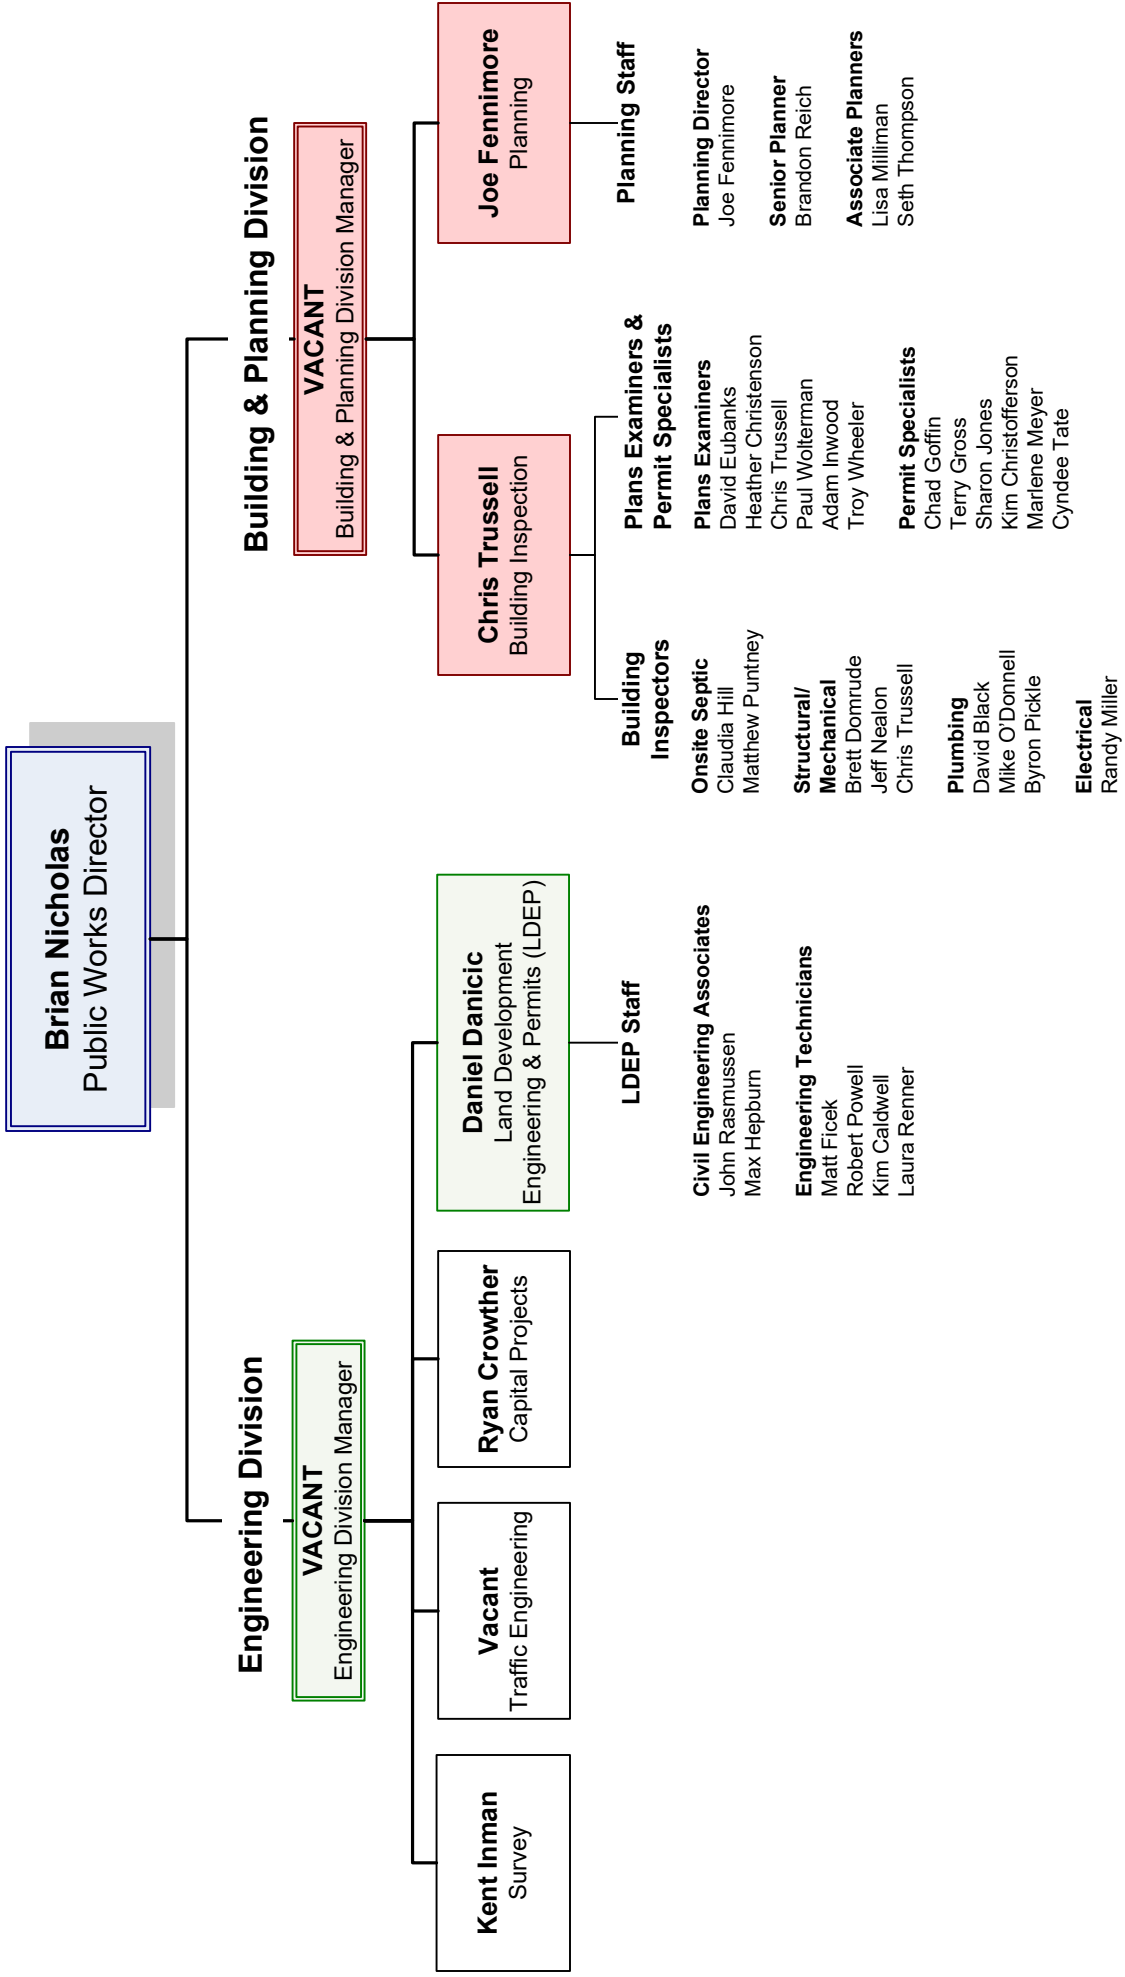 Brian Nicholas
Public Works Director
Engineering Division
VACANT
Engineering Division Manager
Kent Inman
Survey
Vacant
Traffic Engineering
Ryan Crowther
Capital Projects
Daniel Danicic
Land Development
Engineering & Permits (LDEP)
LDEP Staff
Civil Engineering Associates
John Rasmussen
Max Hepburn
Engineering Technicians
Matt Ficek
Robert Powell
Kim Caldwell
Laura Renner
Building & Planning Division
VACANT
Building & Planning Division Manager
Chris Trussell
Building Inspection
Building
Inspectors
Onsite Septic
Claudia Hill
Matthew Puntney
Structural/
Mechanical
Brett Domrude
Jeff Nealon
Chris Trussell
Plumbing
David Black
Mike O'Donnell
Byron Pickle
Electrical
Randy Miller
Plans Examiners &
Permit Specialists
Plans Examiners
David Eubanks
Heather Christenson
Chris Trussell
Paul Wolterman
Adam Inwood
Troy Wheeler
Permit Specialists
Chad Goffin
Terry Gross
Sharon Jones
Kim Christofferson
Marlene Meyer
Cyndee Tate
Joe Fennimore
Planning
Planning Staff
Planning Director
Joe Fennimore
Senior Planner
Brandon Reich
Associate Planners
Lisa Milliman
Seth Thompson